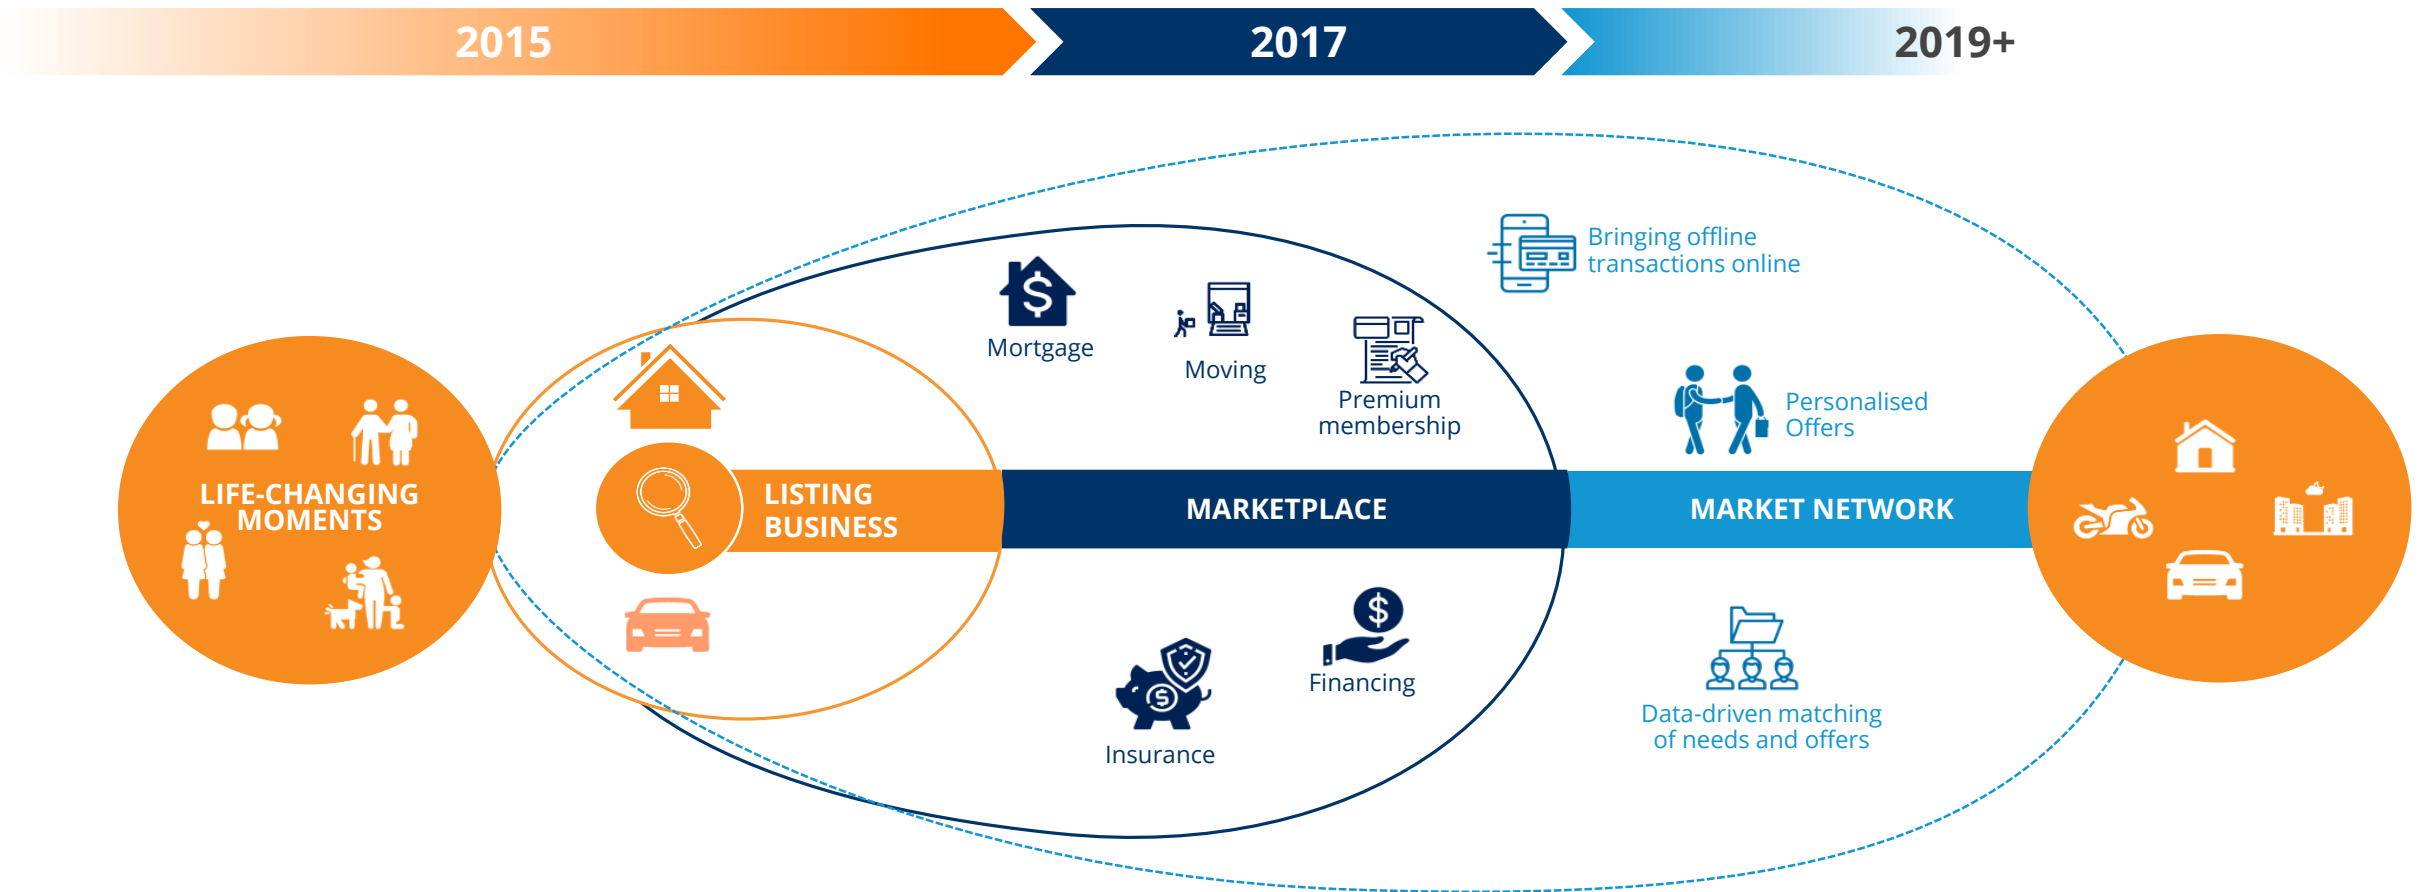 2015
2017
2019+
Bringing offline
transactions online
Mortgage
Moving
Premium
membership
Personalised
Offers
LIFE-CHANGING
MOMENTS
LISTING
BUSINESS
MARKETPLACE
MARKET NETWORK
Financing
Insurance
Data-driven matching
of needs and offers